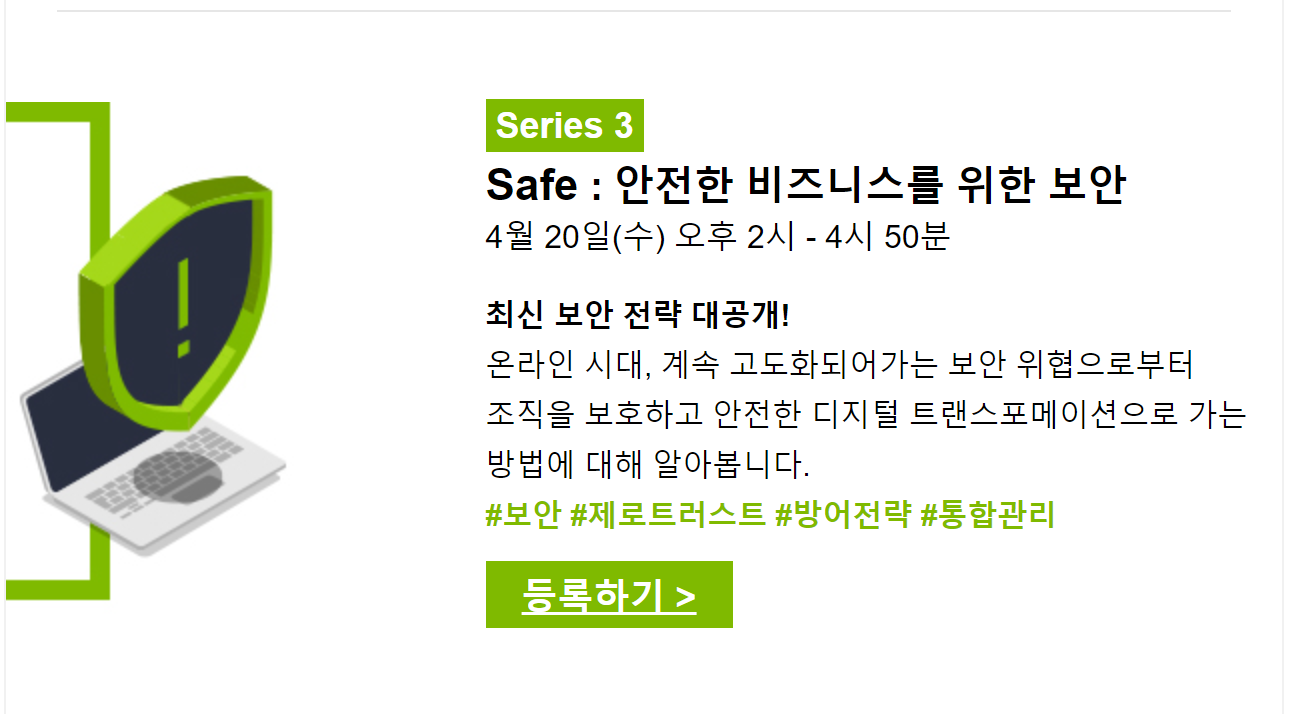 Series 3
Safe : 안전한 비즈니스를 위한 보안
4월 20일(수) 오후 2시 - 4시 50분
최신 보안 전략 대공개!
온라인 시대, 계속 고도화되어가는 보안 위협으로부터
조직을 보호하고 안전한 디지털 트랜스포메이션으로 가는
방법에 대해 알아봅니다.
#보안 #제로트러스트 #방어전략 #통합관리
등록하기 >